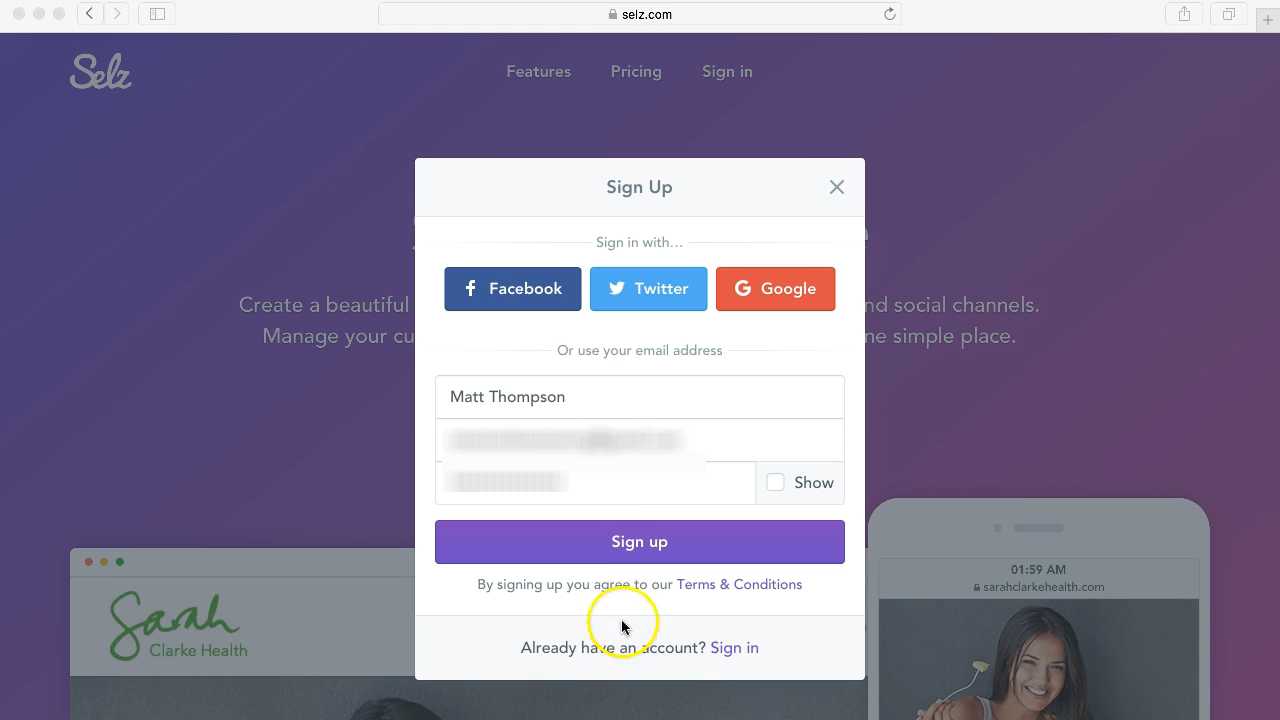 selz.com
Selz
Features Pricing Sign in
Sign Up
Sign in with...
Facebook Twitter Google
Create a beautiful nd social channels.
Manage your cu ne simple place.
Or use your email address
Matt Thompson
Show
Sign up
By signing up you agree to our Terms & Conditions
Already have an account? Sign in
Sarah
Clarke Health
01:59 AM
sarahclarkehealth.com